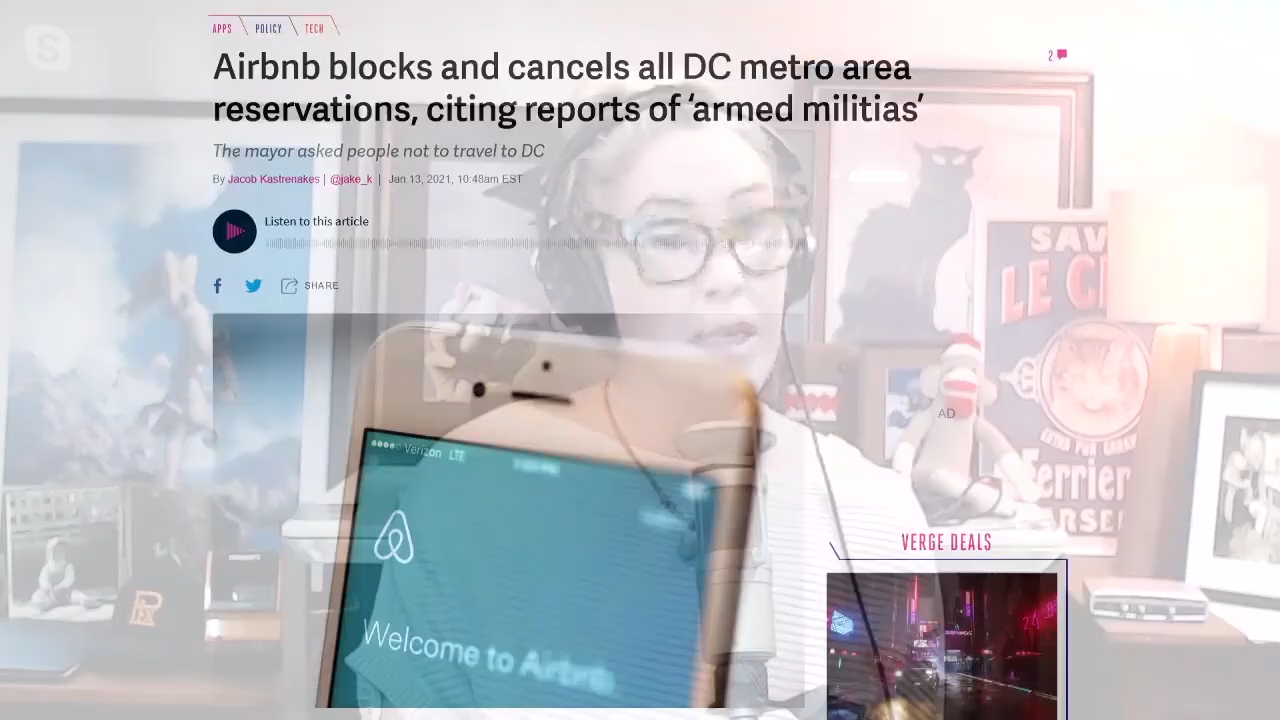 APPS POLICY TECH
Airbnb blocks and cancels all DC metro area
reservations, citing reports of ‘armed militias’
2
The mayor asked people not to travel to DC
By Jacob Kastrenakes | @jake_k | Jan 13, 2021, 10:48am EST
Listen to this article
SHARE
SAV
LE C
AD
Verizon LTE
Perrier
VERGE DEALS
Welcome to Airbnb